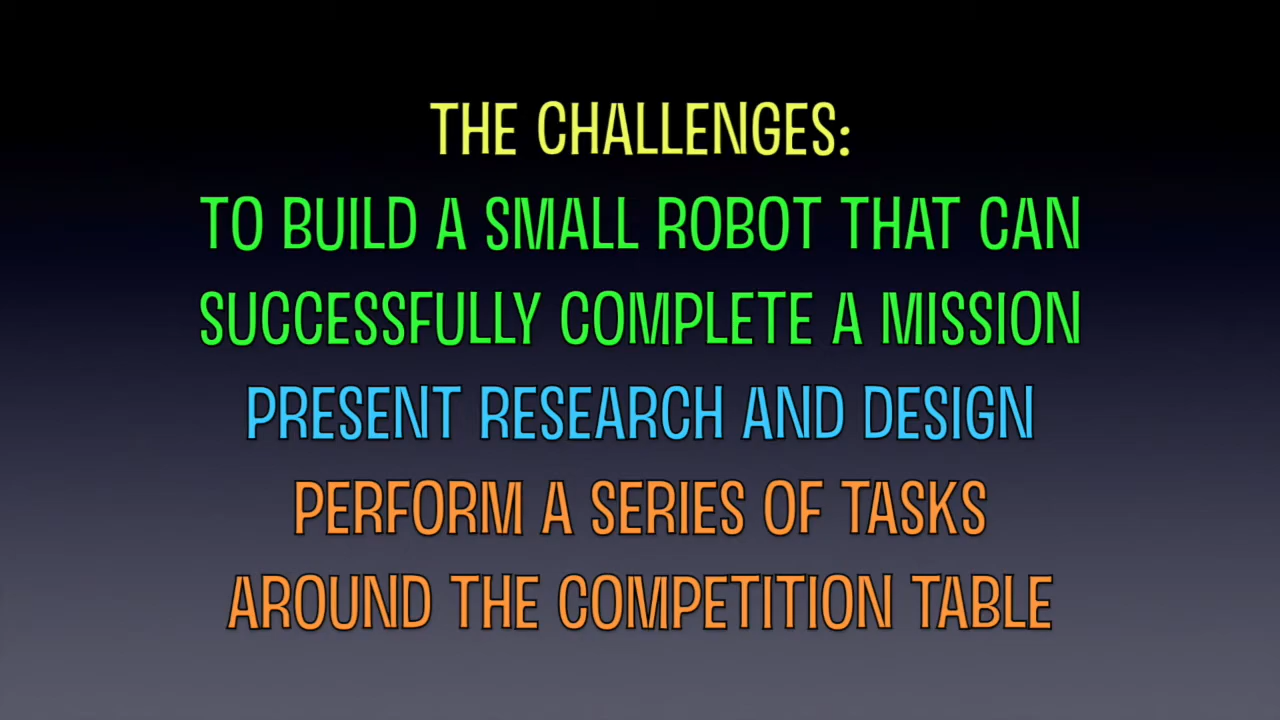 THE CHALLENGES:
TO BUILD A SMALL ROBOT THAT CAN
SUCCESSFULLY COMPLETE A MISSION
PRESENT RESEARCH AND DESIGN
PERFORM A SERIES OF TASKS
AROUND THE COMPETITION TABLE